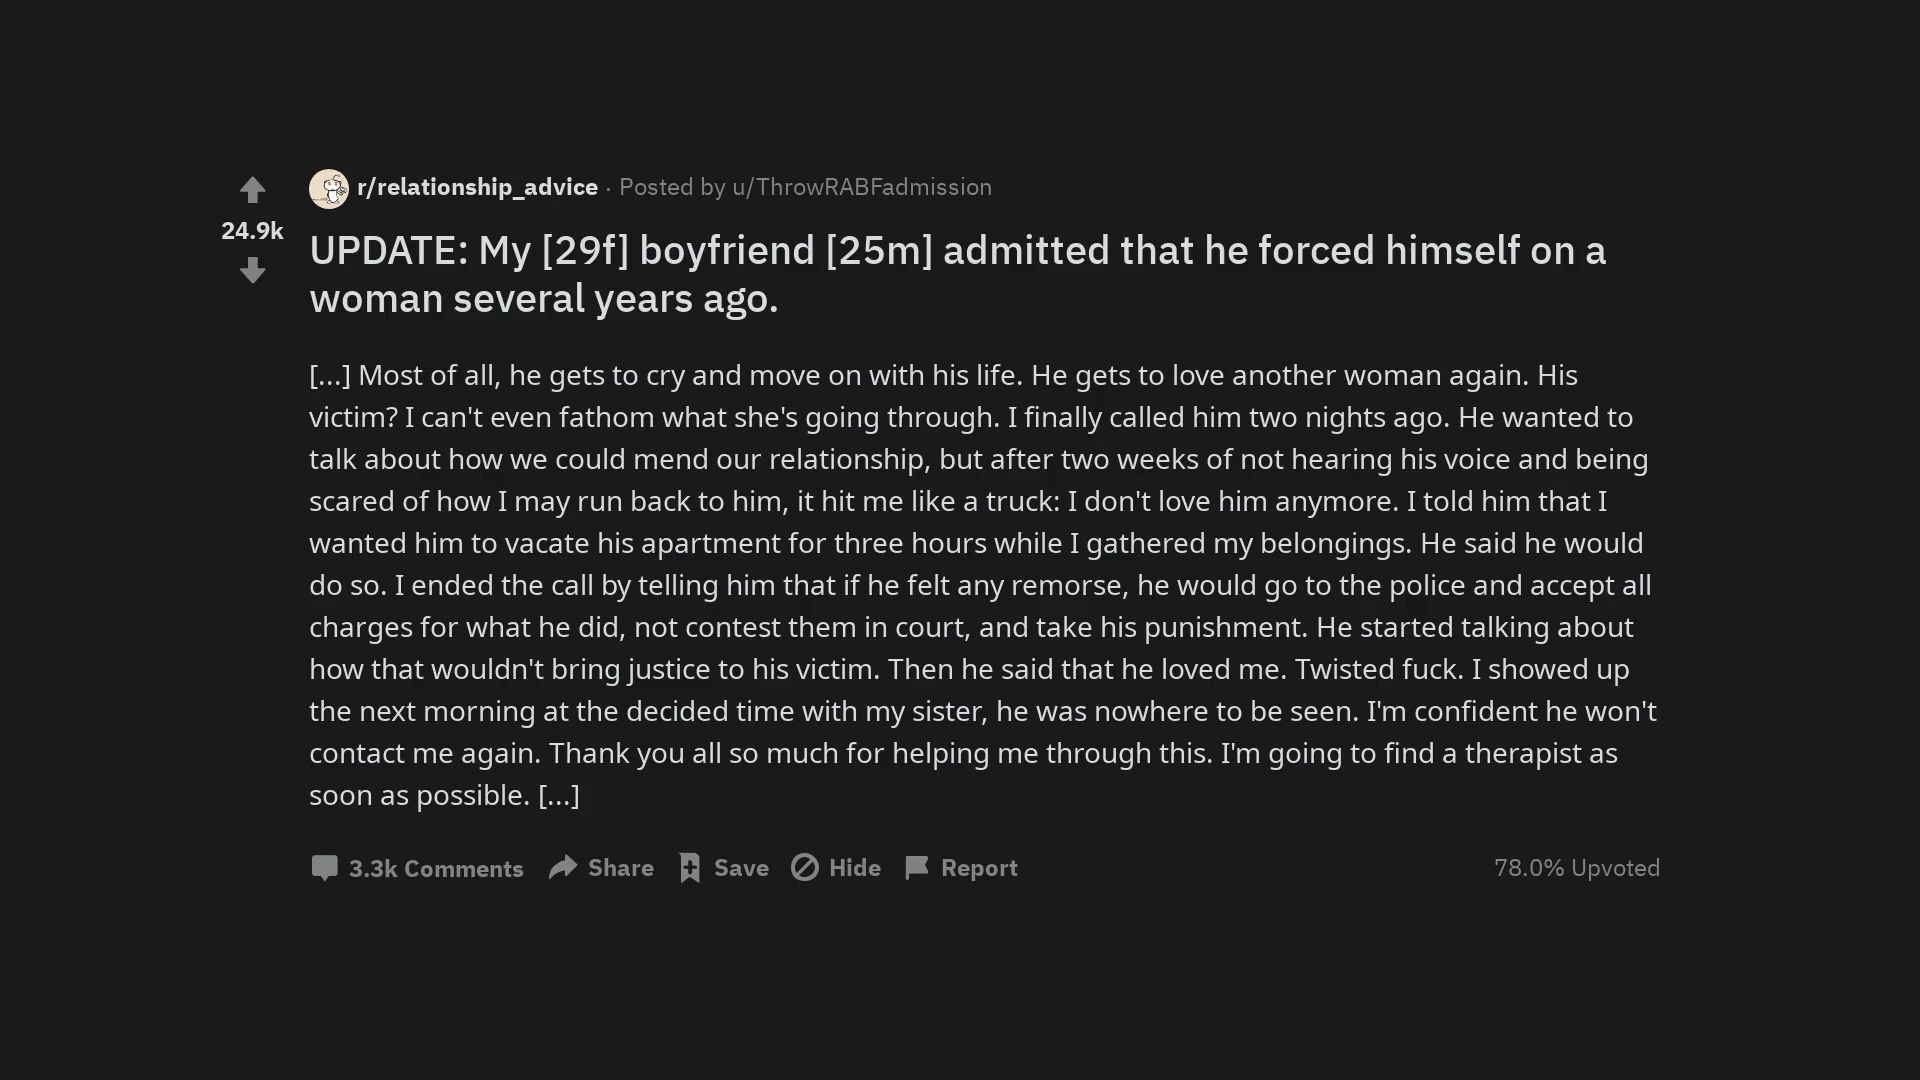 r/relationship_advice · Posted by u/ThrowRABFadmission
24.9k
UPDATE: My [29f] boyfriend [25m] admitted that he forced himself on a
woman several years ago.
[...] Most of all, he gets to cry and move on with his life. He gets to love another woman again. His
victim? I can't even fathom what she's going through. I finally called him two nights ago. He wanted to
talk about how we could mend our relationship, but after two weeks of not hearing his voice and being
scared of how I may run back to him, it hit me like a truck: I don't love him anymore. I told him that I
wanted him to vacate his apartment for three hours while I gathered my belongings. He said he would
do so. I ended the call by telling him that if he felt any remorse, he would go to the police and accept all
charges for what he did, not contest them in court, and take his punishment. He started talking about
how that wouldn't bring justice to his victim. Then he said that he loved me. Twisted fuck. I showed up
the next morning at the decided time with my sister, he was nowhere to be seen. I'm confident he won't
contact me again. Thank you all so much for helping me through this. I'm going to find a therapist as
soon as possible. [...]
3.3k Comments Share Save Hide Report 78.0% Upvoted